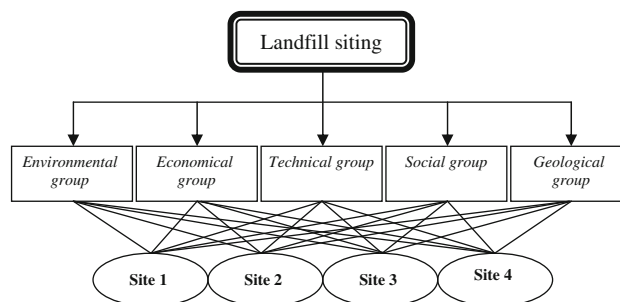 Landfill siting
Environmental group
Economical group
Technical group
Social group
Geological group
Site 1
Site 2
Site 3
Site 4